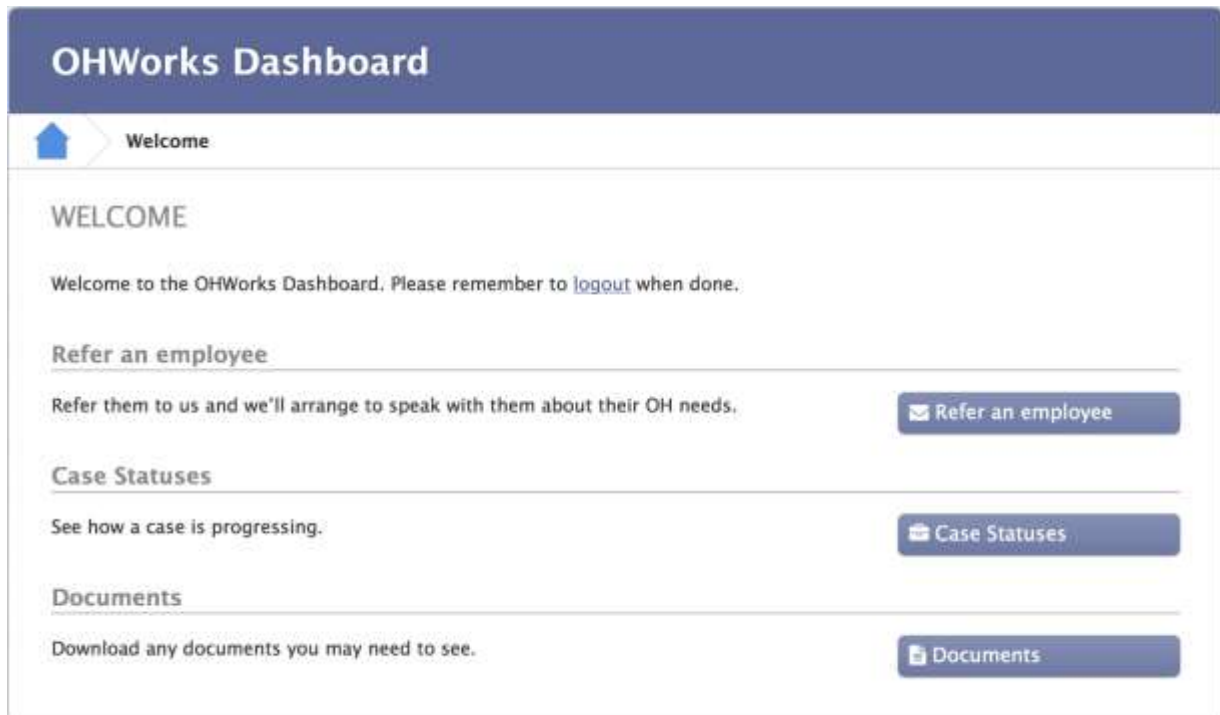 OHWorks Dashboard
Welcome
WELCOME
Welcome to the OHWorks Dashboard. Please remember to logout when done.
Refer an employee
Refer them to us and we'll arrange to speak with them about their OH needs.
Refer an employee
Case Statuses
See how a case is progressing.
Case Statuses
Documents
Download any documents you may need to see.
Documents